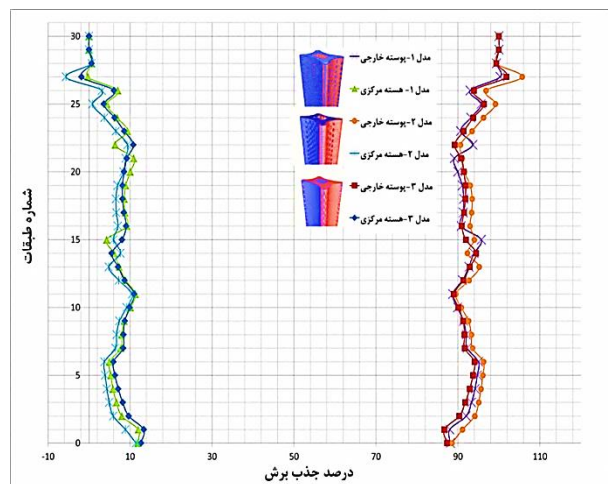 30
25
20
15
10
5
0
-10
10
30
50
70
90
110
شماره طبقات
درصد جذب برش
مدل ۱-پوسته خارجی
مدل ۱-هسته مرکزی
مدل ۲-پوسته خارجی
مدل ۲-هسته مرکزی
مدل ۳-پوسته خارجی
مدل ۳-هسته مرکزی